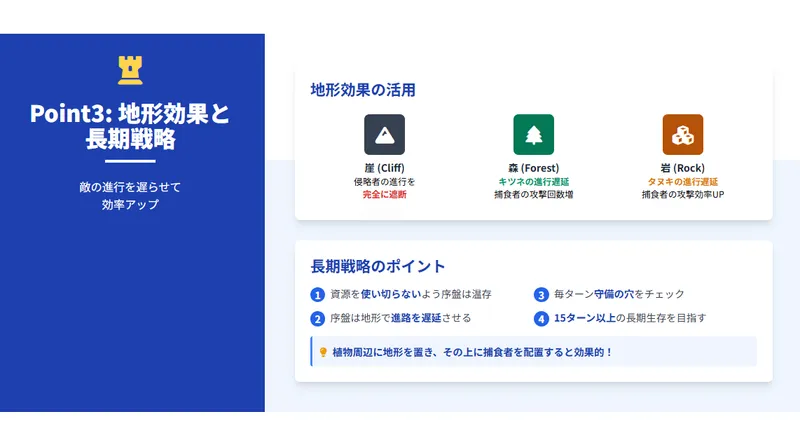 Point3: 地形効果と
長期戦略
敵の進行を遅らせて
効率アップ
地形効果の活用
崖 (Cliff)
侵略者の進行を
完全に遮断
森 (Forest)
キツネの進行遅延
捕食者の攻撃回数増
岩 (Rock)
タヌキの進行遅延
捕食者の攻撃効率UP
長期戦略のポイント
1 資源を使い切らないよう序盤は温存
2 序盤は地形で進路を遅延させる
3 毎ターン守備の穴をチェック
4 15ターン以上の長期生存を目指す
植物周辺に地形を置き、その上に捕食者を配置すると効果的！